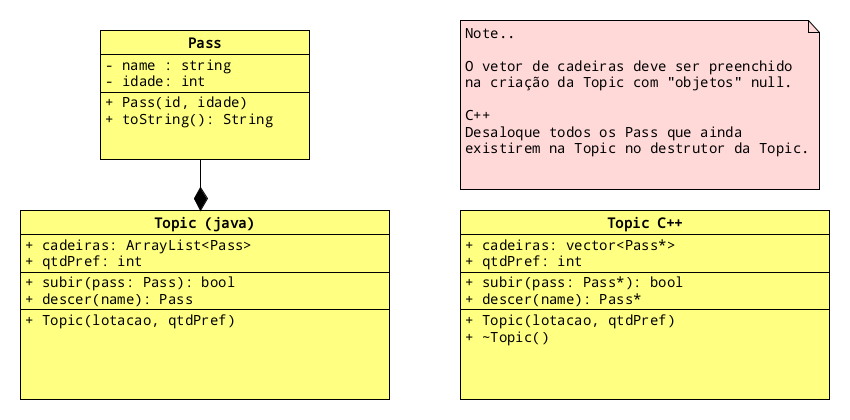 Pass
- name : string
- idade: int
+ Pass(id, idade)
+ toString(): String
Note..
O vetor de cadeiras deve ser preenchido
na criação da Topic com "objetos" null.
C++
Desaloque todos os Pass que ainda
existirem na Topic no destrutor da Topic.
Topic (java)
+ cadeiras: ArrayList<Pass>
+ qtdPref: int
+ subir(pass: Pass): bool
+ descer(name): Pass
+ Topic(lotacao, qtdPref)
Topic C++
+ cadeiras: vector<Pass*>
+ qtdPref: int
+ subir(pass: Pass*): bool
+ descer(name): Pass*
+ Topic(lotacao, qtdPref)
+ ~Topic()